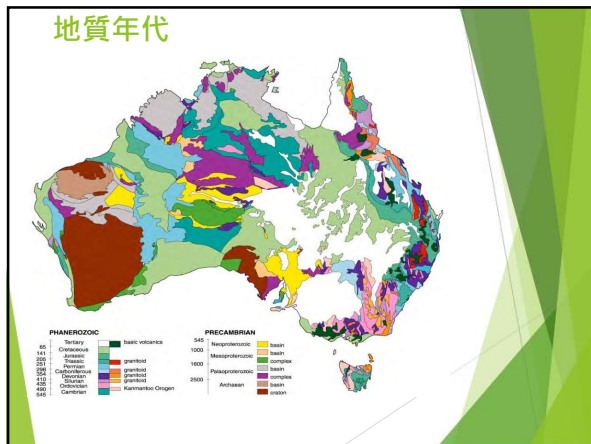 地質年代
PHANEROZOIC
65 Tertiary basic volcanics
141 Cretaceous
205 Jurassic
251 Triassic granitoid
298 Permian
354 Carboniferous granitoid
410 Devonian granitoid
435 Silurian granitoid
490 Ordovician
545 Cambrian Kanmantoo Orogen
PRECAMBRIAN
545
Neoproterozoic basin
1000 basin
Mesoproterozoic complex
1600 basin
Palaeoproterozoic complex
2500
Archaean basin
craton